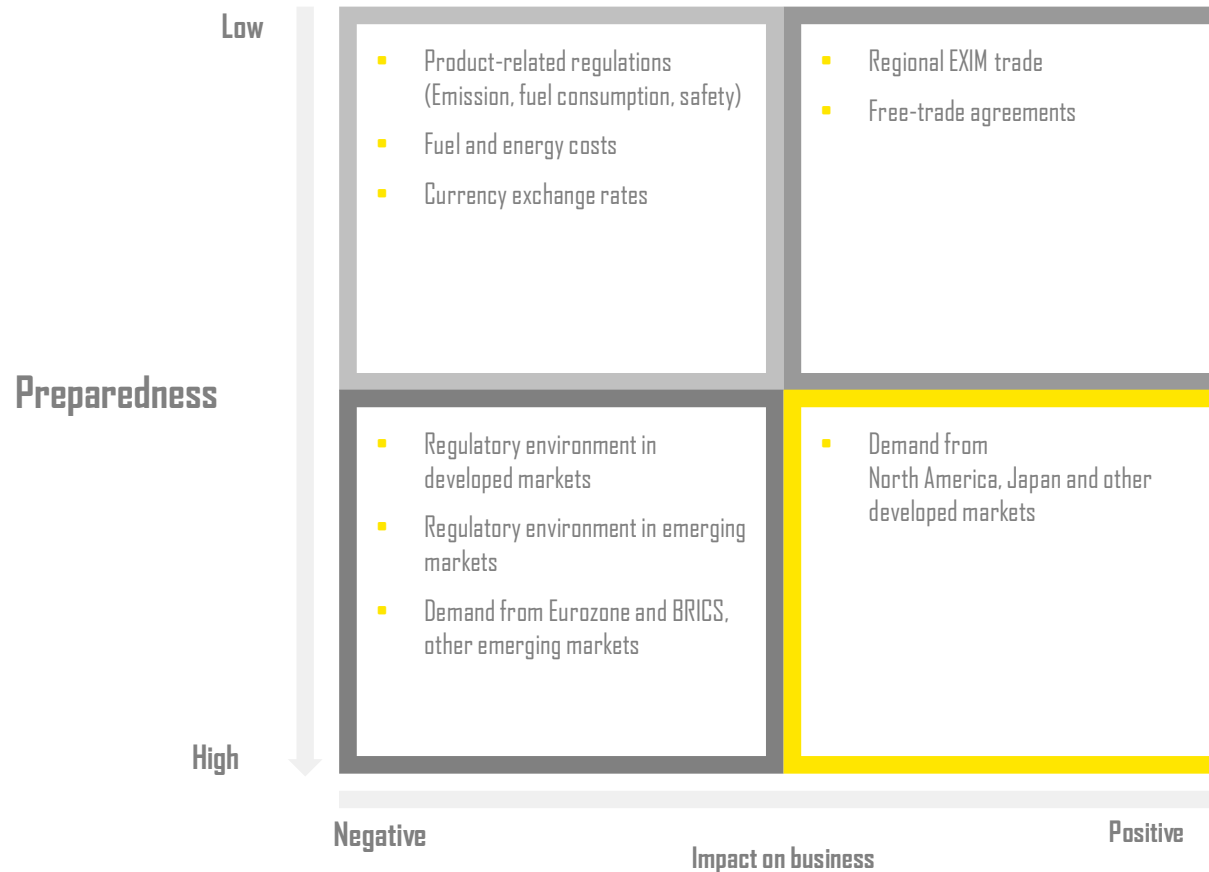 Low
Product-related regulations
(Emission, fuel consumption, safety)
Fuel and energy costs
Currency exchange rates
Regional EXIM trade
Free-trade agreements
Preparedness
Regulatory environment in
developed markets
Regulatory environment in emerging
markets
Demand from Eurozone and BRICS,
other emerging markets
Demand from
North America, Japan and other
developed markets
High
Negative
Positive
Impact on business